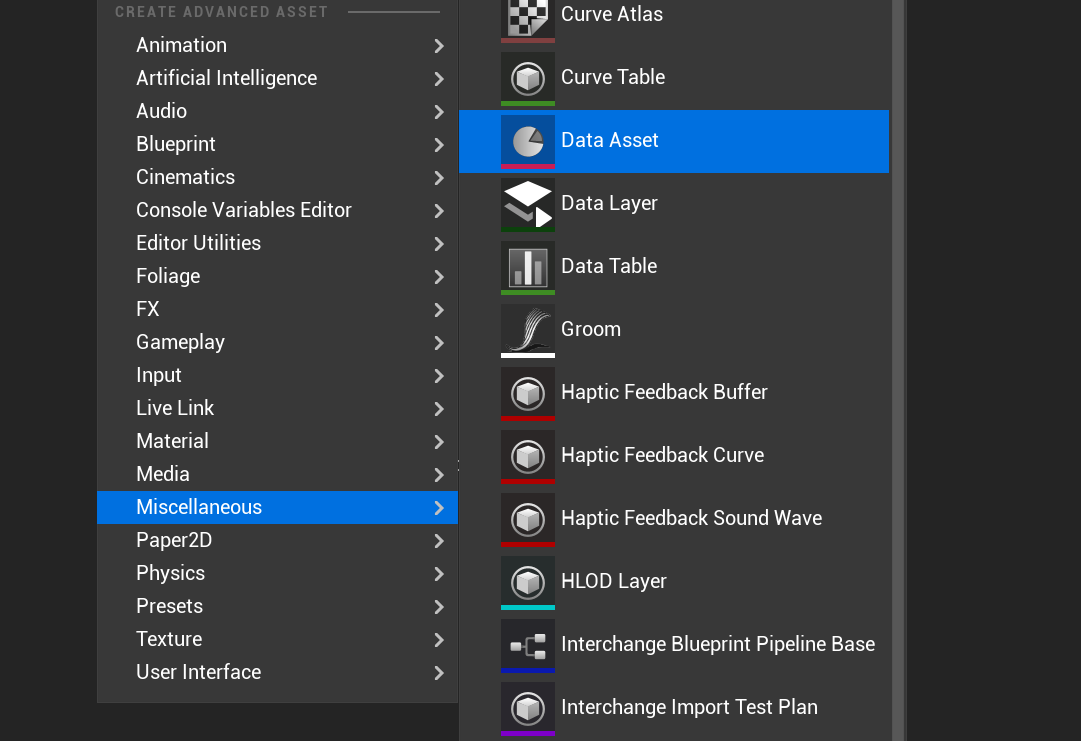 CREATE ADVANCED ASSET
Animation
Artificial Intelligence
Audio
Blueprint
Cinematics
Console Variables Editor
Editor Utilities
Foliage
FX
Gameplay
Input
Live Link
Material
Media
Miscellaneous
Paper2D
Physics
Presets
Texture
User Interface
Curve Atlas
Curve Table
Data Asset
Data Layer
Data Table
Groom
Haptic Feedback Buffer
Haptic Feedback Curve
Haptic Feedback Sound Wave
HLOD Layer
Interchange Blueprint Pipeline Base
Interchange Import Test Plan